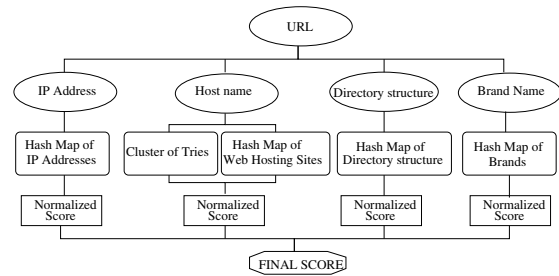 URL
IP Address
Host name
Directory structure
Brand Name
Hash Map of
IP Addresses
Cluster of Tries
Hash Map of
Web Hosting Sites
Hash Map of
Directory structure
Hash Map of
Brands
Normalized
Score
Normalized
Score
Normalized
Score
Normalized
Score
FINAL SCORE